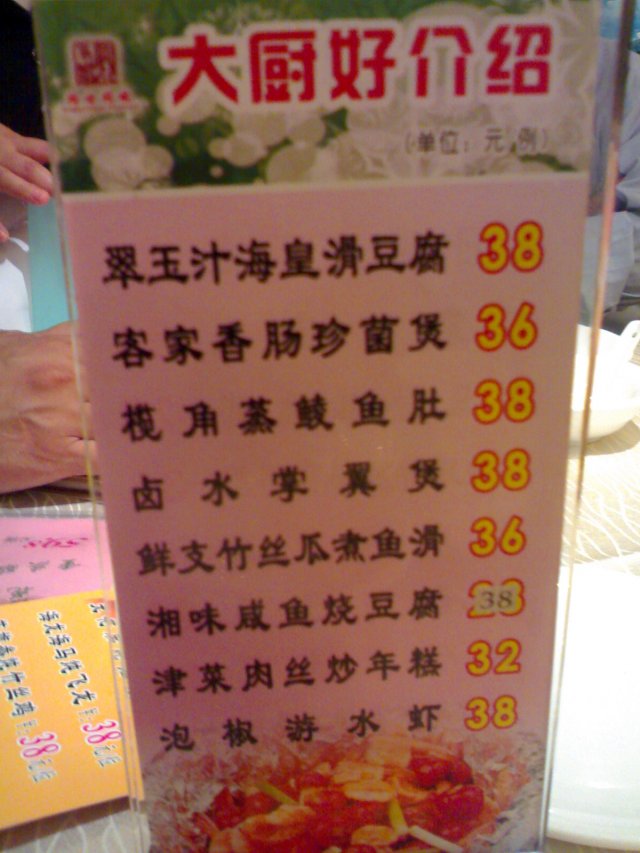 大厨好介绍
(单位：元/例)
翠玉汁海皇滑豆腐 38
客家香肠珍菌煲 36
榄角蒸鲮鱼肚 38
卤水掌翼煲 38
鲜支竹丝瓜煮鱼滑 36
湘味咸鱼烧豆腐 38
津菜肉丝炒年糕 32
泡椒游水虾 38